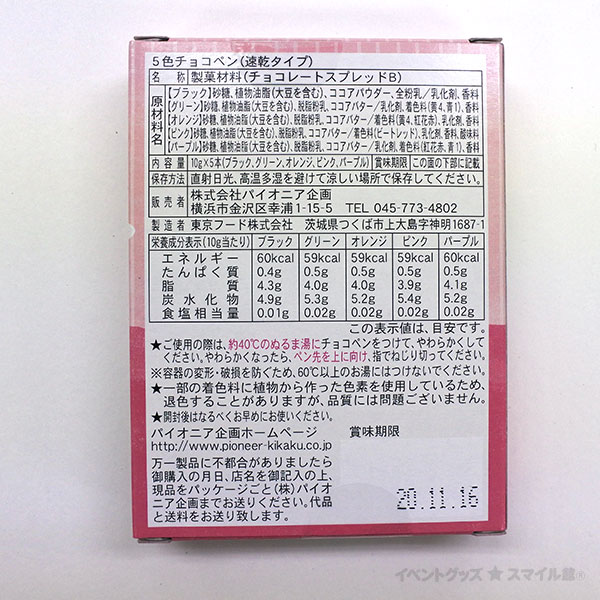 5色チョコペン(速乾タイプ)
名称 製菓材料(チョコレートスプレッドB)
原材料名
【ブラック】砂糖、植物油脂(大豆を含む)、ココアパウダー、全粉乳/乳化剤、香料
【グリーン】砂糖、植物油脂(大豆を含む)、脱脂粉乳、ココアバター/乳化剤、着色料(黄4、青1)、香料
【オレンジ】砂糖、植物油脂(大豆を含む)、脱脂粉乳、ココアバター/着色料(黄4、紅花赤)、乳化剤、香料
【ピンク】砂糖、植物油脂(大豆を含む)、脱脂粉乳、ココアバター/着色料(ビートレッド)、乳化剤、香料、酸味料
【パープル】砂糖、植物油脂(大豆を含む)、脱脂粉乳、ココアバター/乳化剤、着色料(紅花赤、青1)、香料
内容量 10g×5本(ブラック、グリーン、オレンジ、ピンク、パープル) 賞味期限 この面の下部に記載
保存方法 直射日光、高温多湿を避けて涼しい場所で保存してください。
販売者 株式会社パイオニア企画
横浜市金沢区幸浦1-15-5 TEL 045-773-4802
製造者 東京フード株式会社 茨城県つくば市上大島字神明1687-1
栄養成分表示(10g当たり) ブラック グリーン オレンジ ピンク パープル
エネルギー 60kcal 59kcal 59kcal 59kcal 60kcal
たんぱく質 0.4g 0.5g 0.5g 0.5g 0.5g
脂質 4.3g 4.0g 4.0g 3.9g 4.1g
炭水化物 4.9g 5.3g 5.2g 5.4g 5.2g
食塩相当量 0.01g 0.02g 0.02g 0.02g 0.02g
この表示値は、目安です。
★ご使用の際は、約40℃のぬるま湯にチョコペンをつけて、やわらかくして
ください。やわらかくなったら、ペン先を上に向け、指でねじり切ってください。
※容器の変形・破損を防ぐため、60℃以上のお湯にはつけないでください。
★一部の着色料に植物から作った色素を使用しているため、
退色することがありますが、品質には問題ございません。
★開封後はなるべくお早めにお使いください。
パイオニア企画ホームページ 賞味期限
http://www.pioneer-kikaku.co.jp
万一製品に不都合がありましたら
御購入の月日、店名を御記入の上、
現品をパッケージごと(株)パイオ
ニア企画までお送りください。代品
と送料をお送り致します。
20.11.16
イベントグッズ ★ スマイル館®